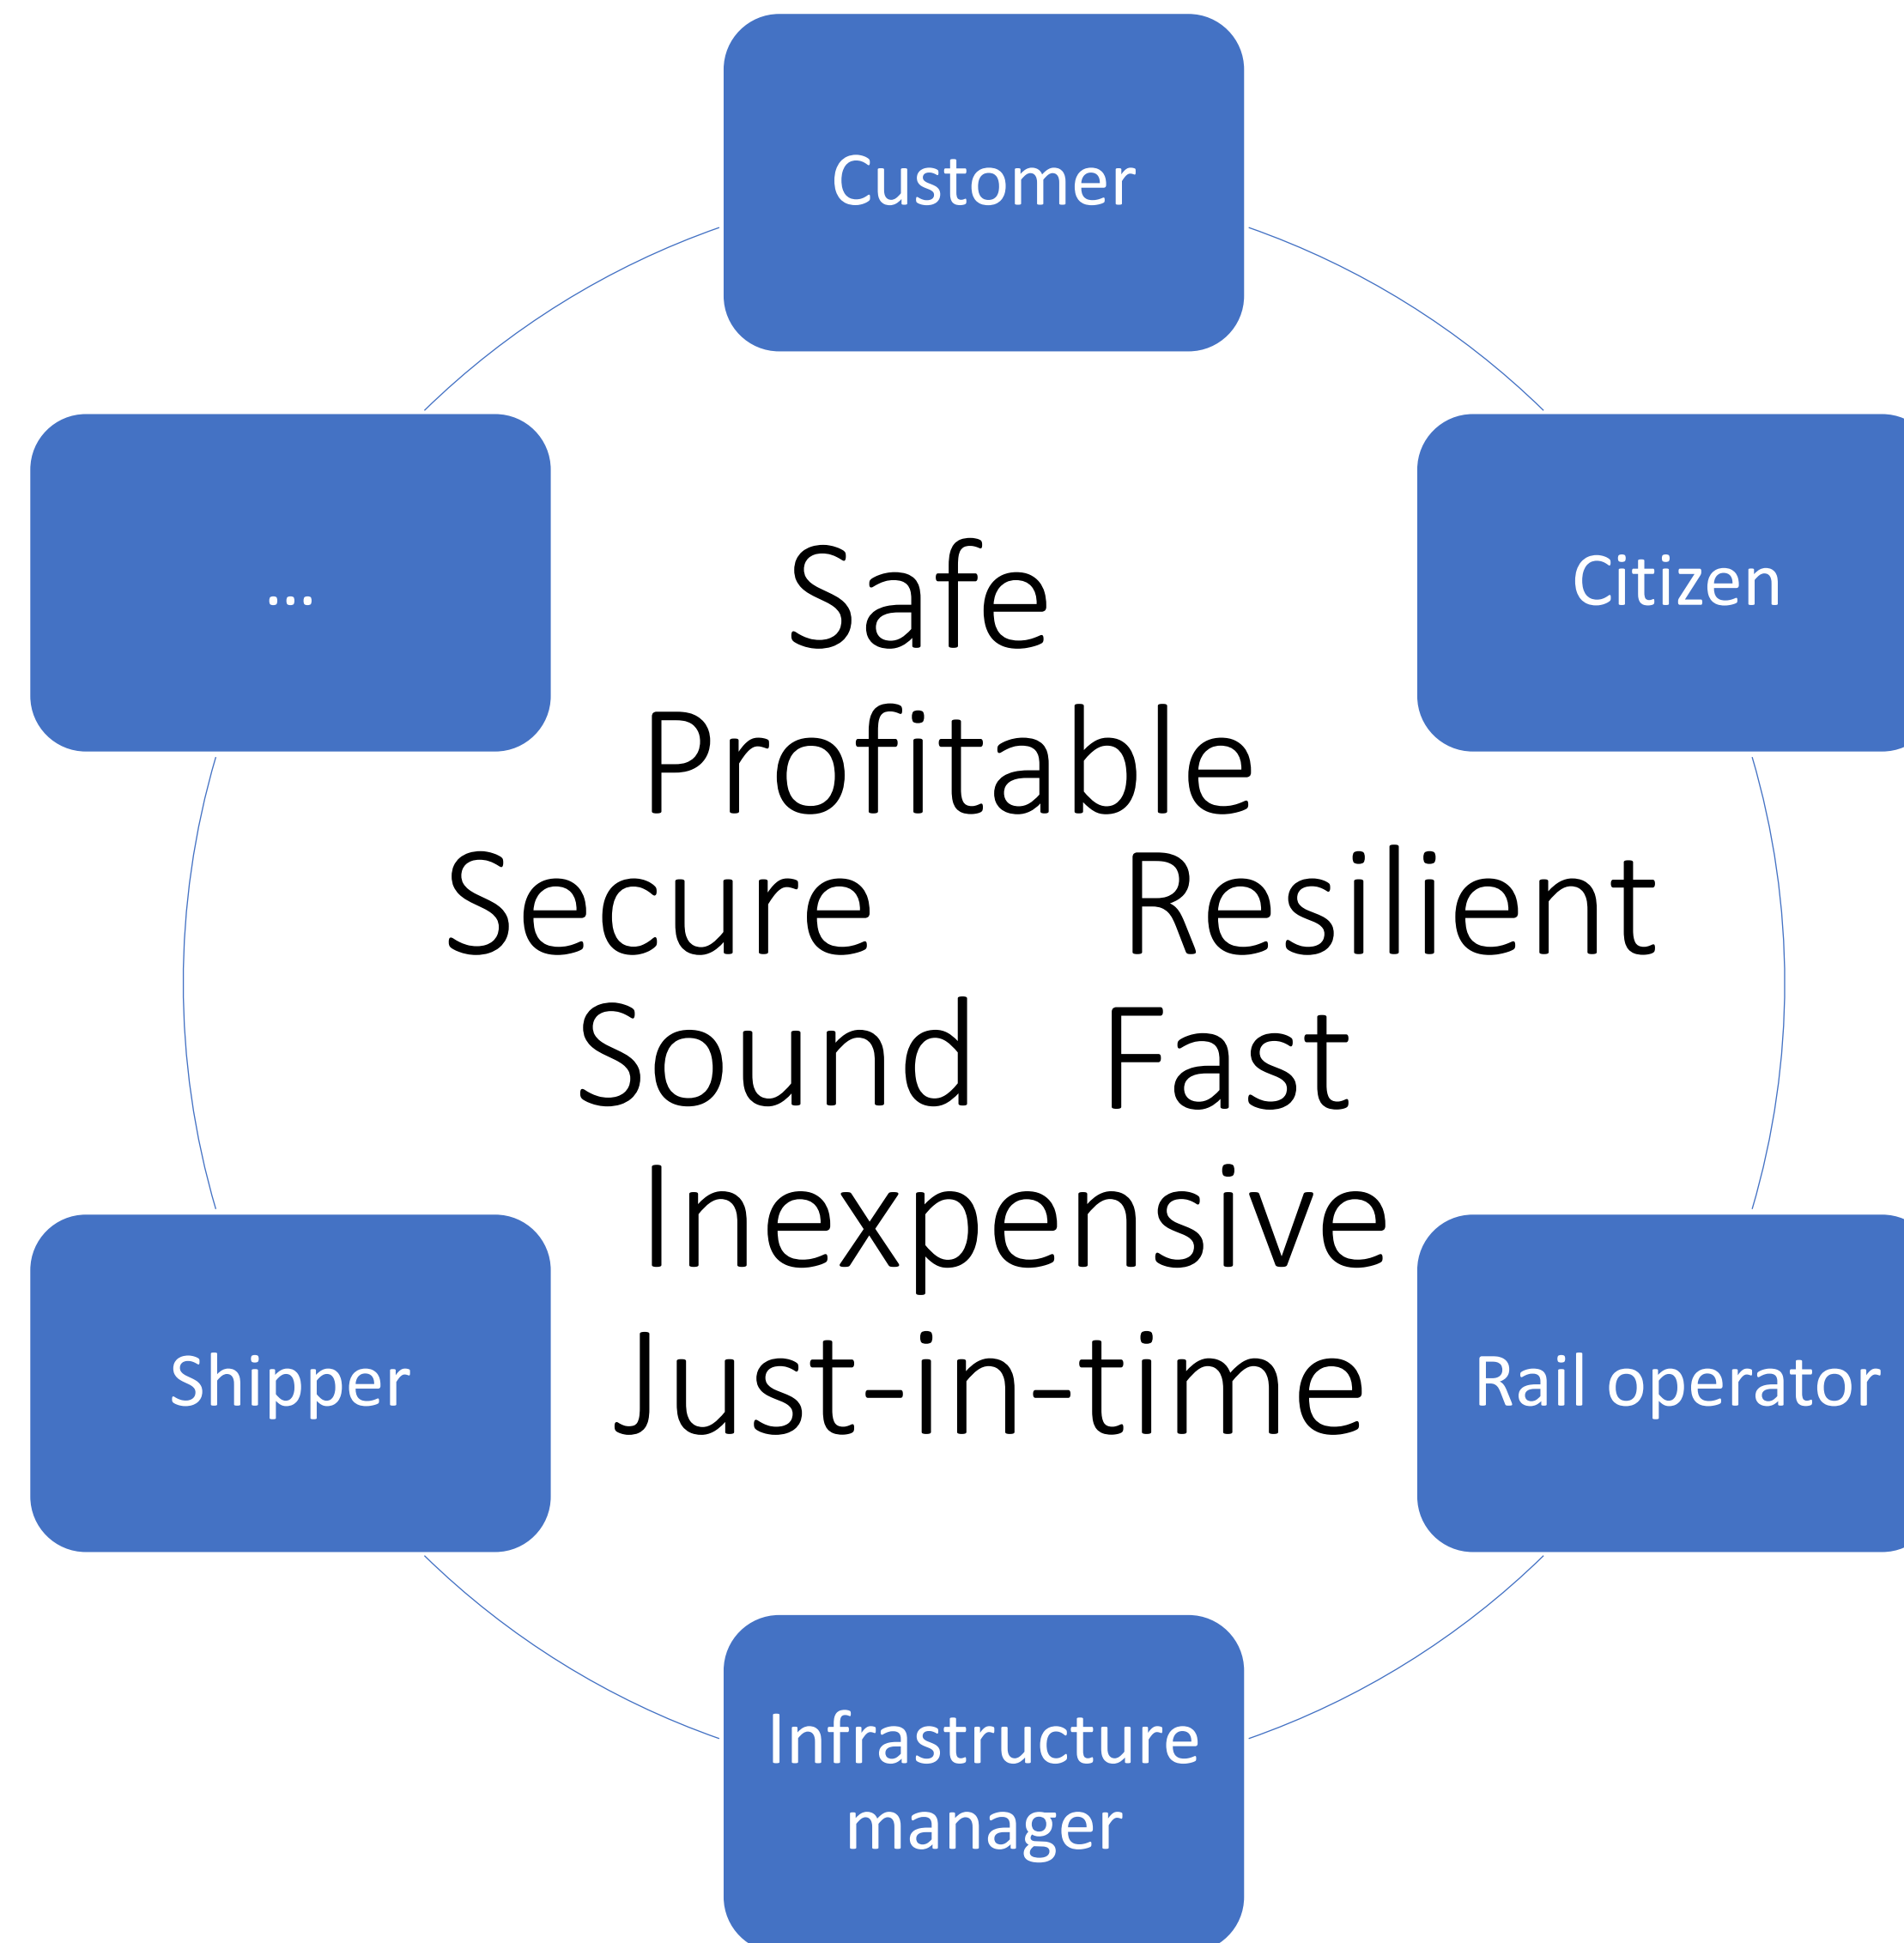 Customer
...
Citizen
Safe
Profitable
Secure Resilient
Sound Fast
Inexpensive
Just-in-time
Shipper
Rail operator
Infrastructure
manager